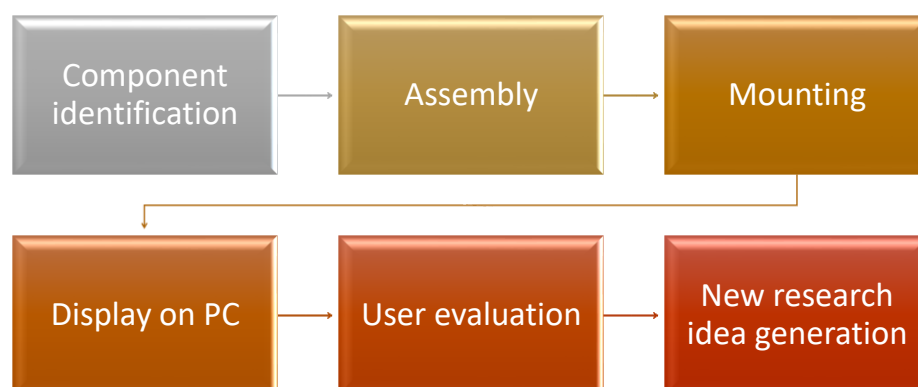 Component
identification
Assembly
Mounting
Display on PC
User evaluation
New research
idea generation